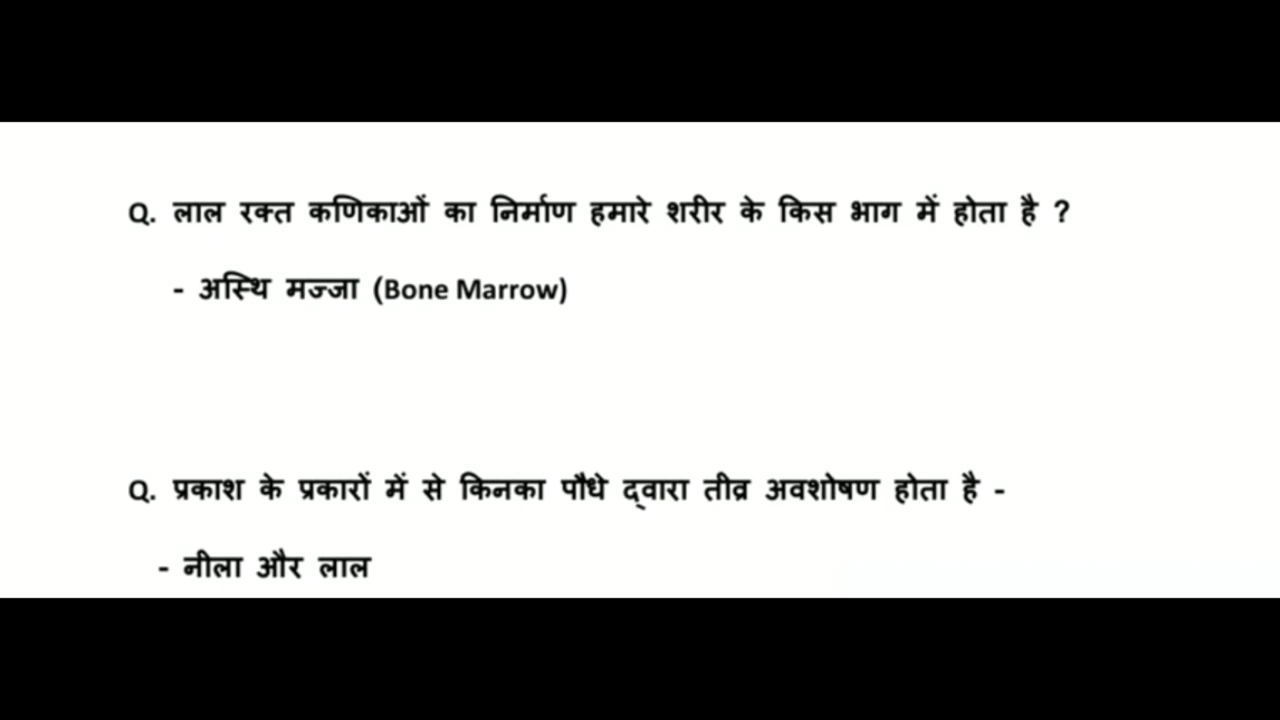 Q. लाल रक्त कणिकाओं का निर्माण हमारे शरीर के किस भाग में होता है ?
- अस्थि मज्जा (Bone Marrow)
Q. प्रकाश के प्रकारों में से किनका पौधे द्वारा तीव्र अवशोषण होता है -
- नीला और लाल